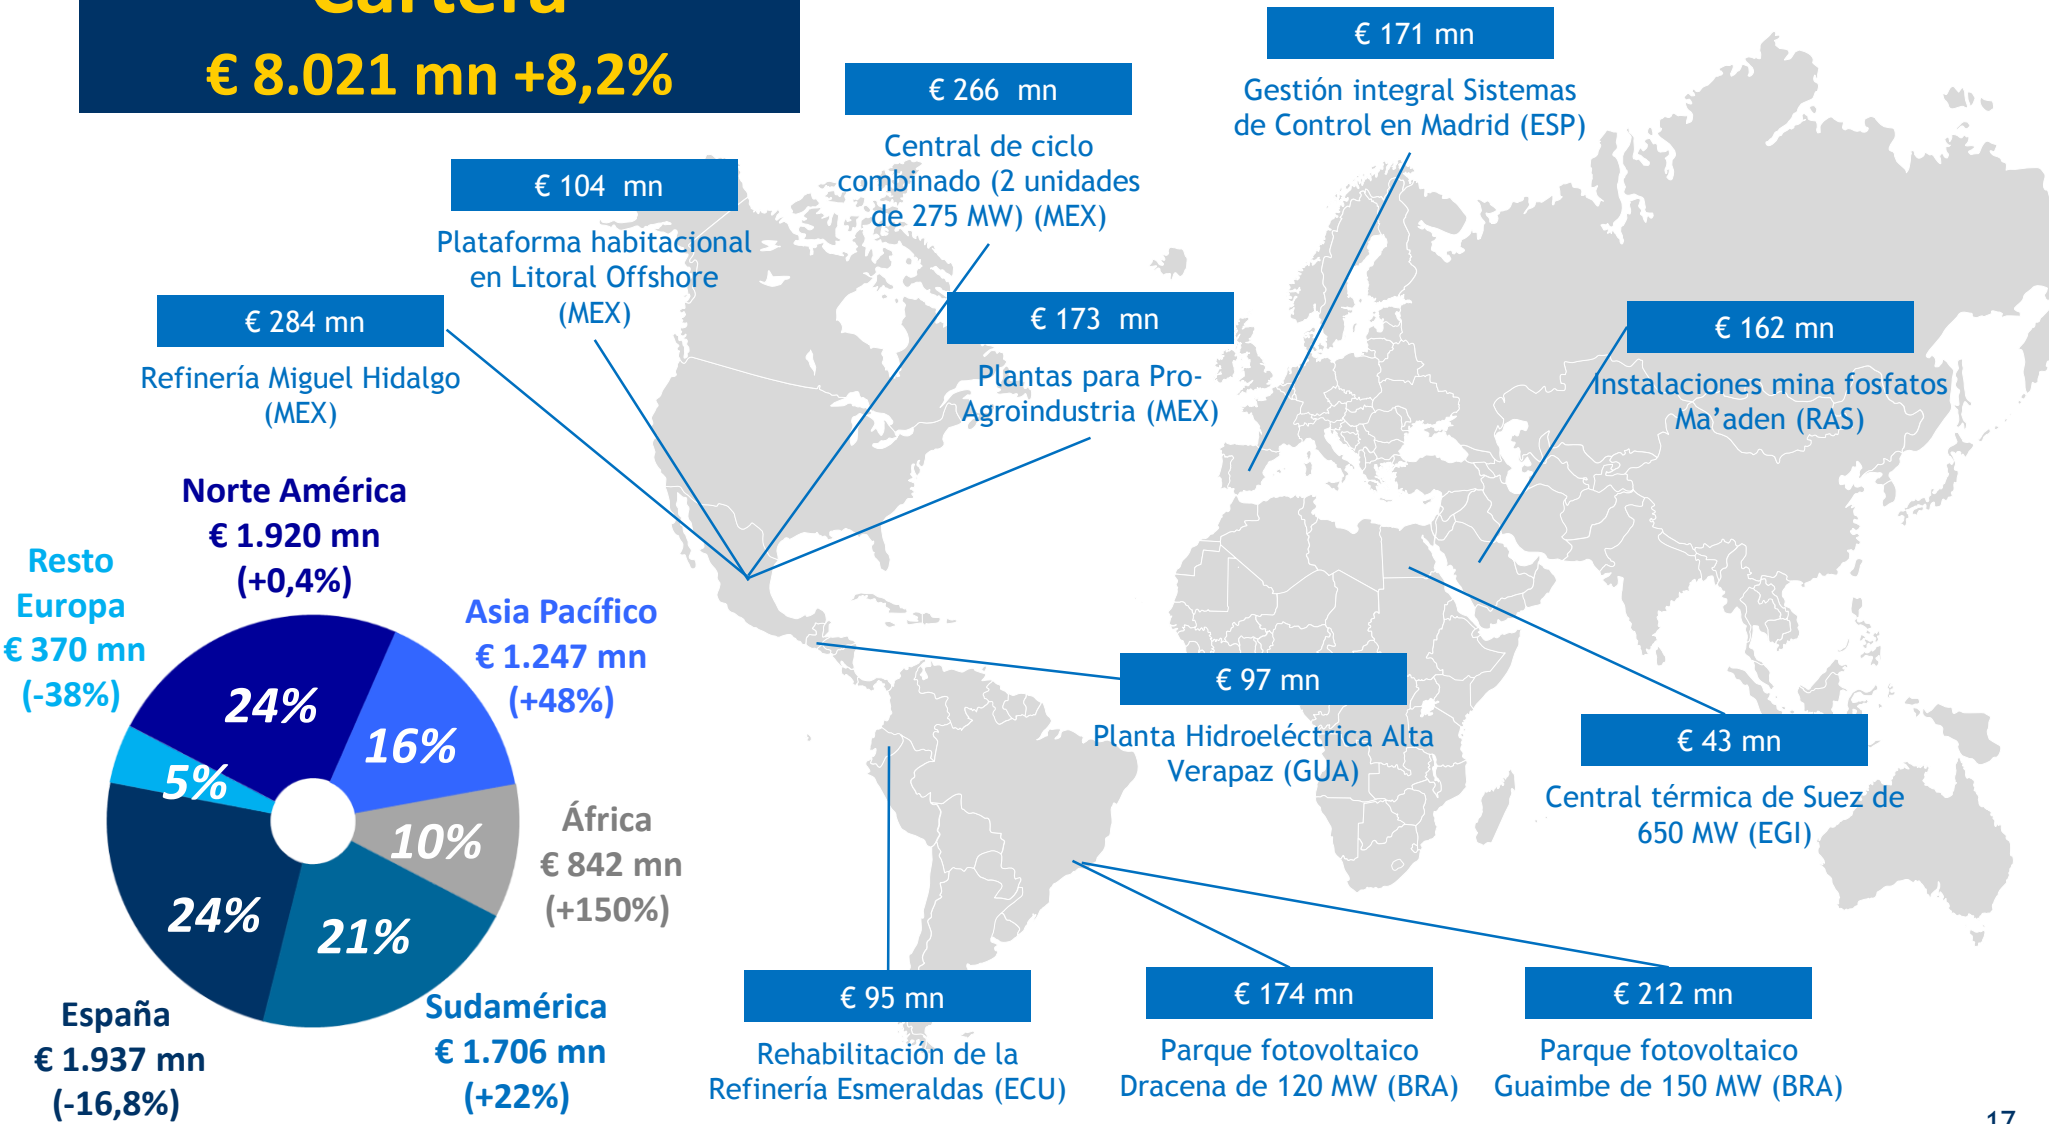 Cartera
€ 8.021 mn +8,2%
€ 171 mn
Gestión integral Sistemas
de Control en Madrid (ESP)
€ 266 mn
Central de ciclo
combinado (2 unidades
de 275 MW) (MEX)
€ 104 mn
Plataforma habitacional
en Litoral Offshore
(MEX)
€ 284 mn
Refinería Miguel Hidalgo
(MEX)
€ 173 mn
Plantas para Pro-
Agroindustria (MEX)
€ 162 mn
Instalaciones mina fosfatos
Ma’aden (RAS)
Norte América
€ 1.920 mn
(+0,4%)
Resto
Europa
€ 370 mn
(-38%)
Asia Pacífico
€ 1.247 mn
(+48%)
24%
16%
5%
10%
24%
21%
África
€ 842 mn
(+150%)
España
€ 1.937 mn
(-16,8%)
Sudamérica
€ 1.706 mn
(+22%)
€ 97 mn
Planta Hidroeléctrica Alta
Verapaz (GUA)
€ 43 mn
Central térmica de Suez de
650 MW (EGI)
€ 95 mn
Rehabilitación de la
Refinería Esmeraldas (ECU)
€ 174 mn
Parque fotovoltaico
Dracena de 120 MW (BRA)
€ 212 mn
Parque fotovoltaico
Guaimbe de 150 MW (BRA)
17